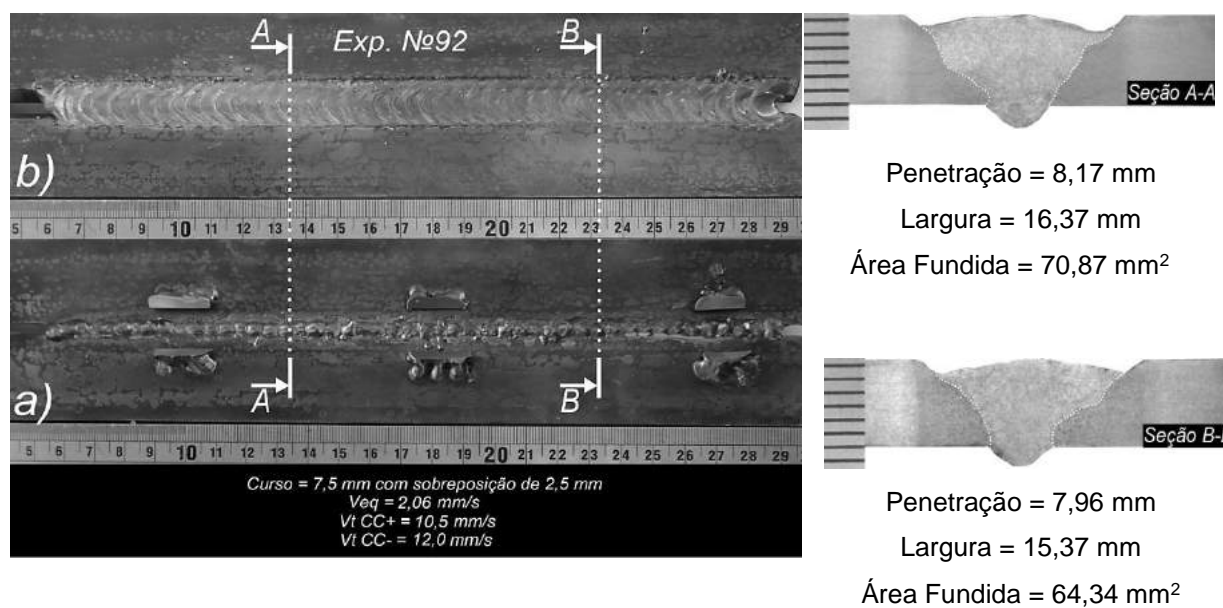 A Exp. №92 B
b)
5 6 7 8 9 10 11 12 13 14 15 16 17 18 19 20 21 22 23 24 25 26 27 28 29
a)
A B
5 6 7 8 9 10 11 12 13 14 15 16 17 18 19 20 21 22 23 24 25 26 27 28 29
Curso = 7,5 mm com sobreposição de 2,5 mm
Veq = 2,06 mm/s
Vt CC+ = 10,5 mm/s
Vt CC- = 12,0 mm/s
Seção A-A
Penetração = 8,17 mm
Largura = 16,37 mm
Área Fundida = 70,87 mm²
Seção B-
Penetração = 7,96 mm
Largura = 15,37 mm
Área Fundida = 64,34 mm²